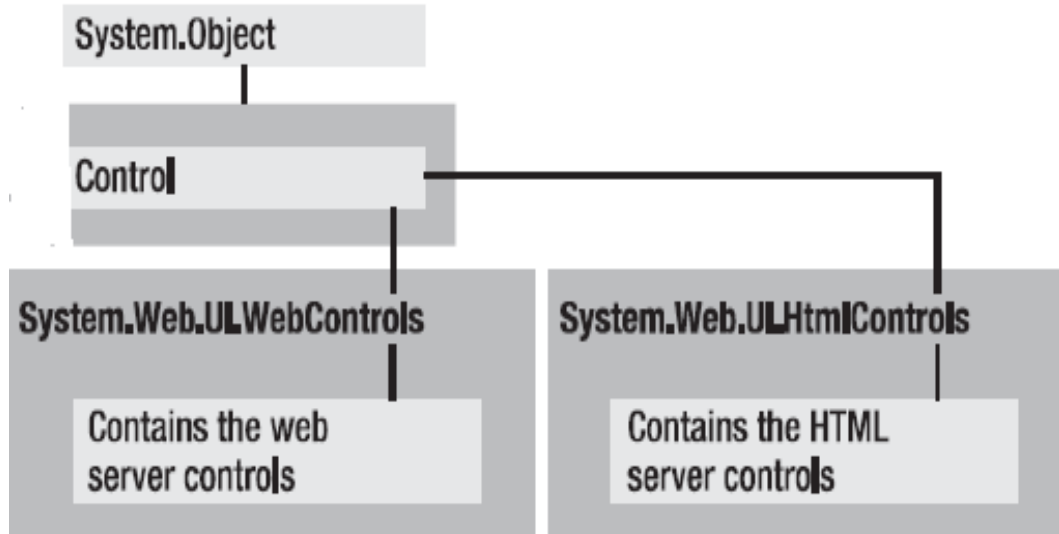 System.Object
Control
System.Web.UI.WebControls
System.Web.UI.HtmlControls
Contains the web
server controls
Contains the HTML
server controls